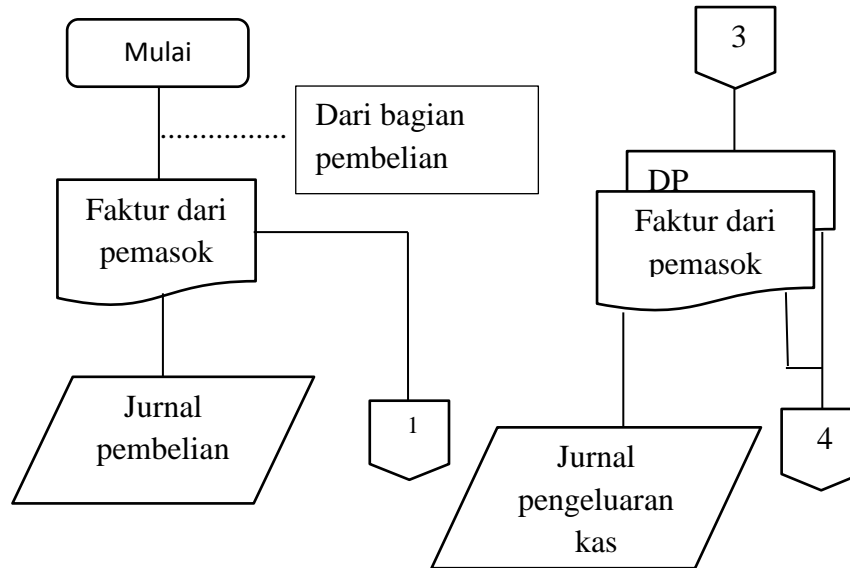 Mulai
Dari bagian
pembelian
Faktur dari
pemasok
Jurnal
pembelian
1
3
DP
Faktur dari
pemasok
4
Jurnal
pengeluaran
kas